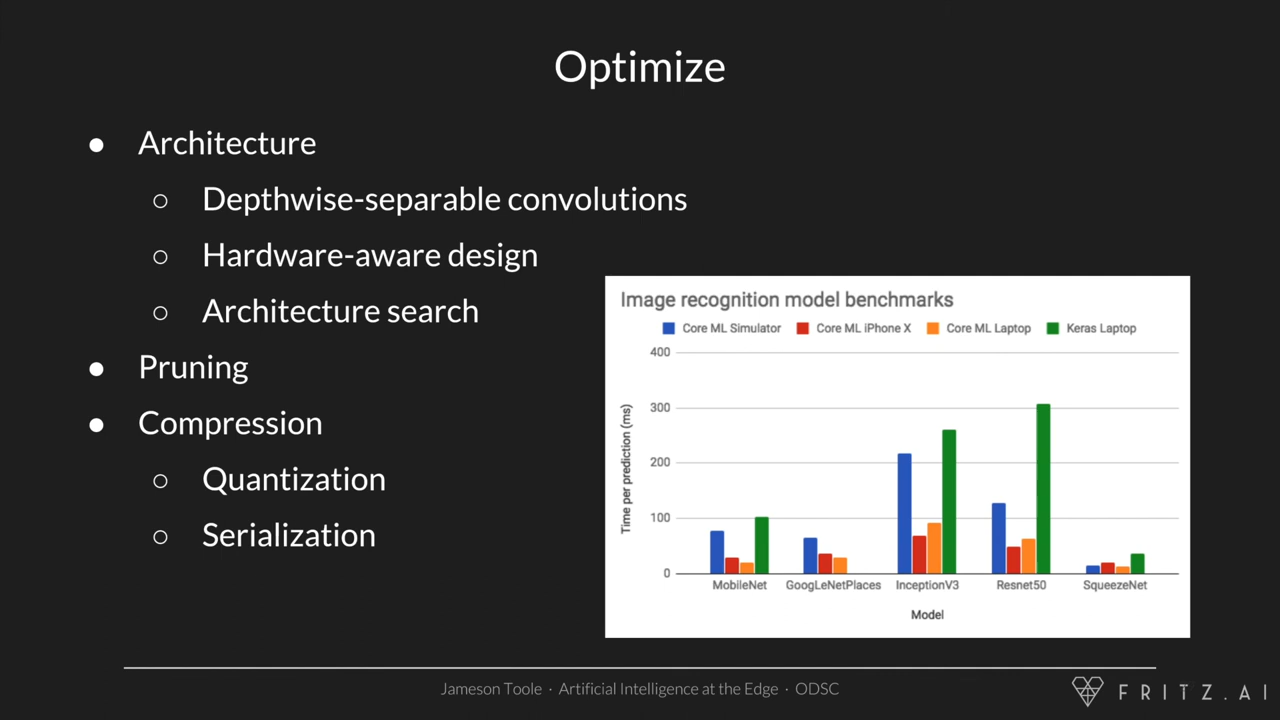 Optimize
● Architecture
○ Depthwise-separable convolutions
○ Hardware-aware design
○ Architecture search
● Pruning
● Compression
○ Quantization
○ Serialization
Image recognition model benchmarks
Core ML Simulator Core ML iPhone X Core ML Laptop Keras Laptop
400
300
200
100
0
Time per prediction (ms)
MobileNet GoogLeNetPlaces InceptionV3 Resnet50 SqueezeNet
Model
Jameson Toole · Artificial Intelligence at the Edge · ODSC
FRITZ.AI